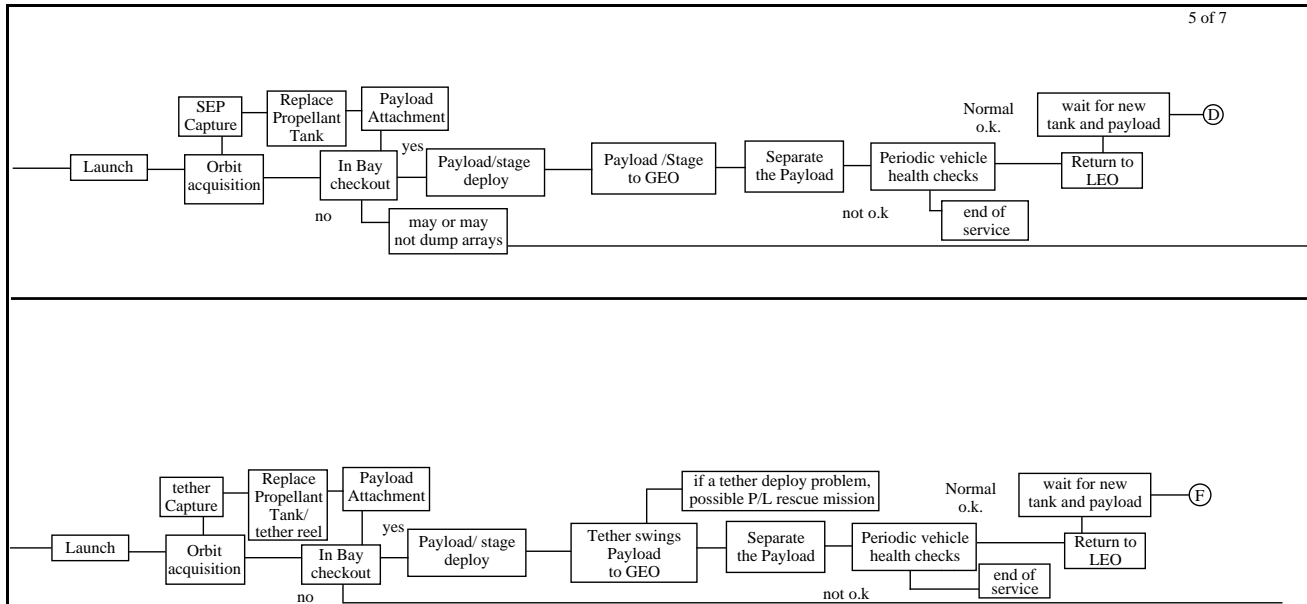 5 of 7
SEP
Capture
Replace
Propellant
Tank
Payload
Attachment
Normal
o.k.
wait for new
tank and payload
D
Launch
Orbit
acquisition
In Bay
checkout
yes
Payload/stage
deploy
Payload /Stage
to GEO
Separate
the Payload
Periodic vehicle
health checks
Return to
LEO
no
may or may
not dump arrays
not o.k
end of
service
tether
Capture
Replace
Propellant
Tank/
tether reel
Payload
Attachment
if a tether deploy problem,
possible P/L rescue mission
Normal
o.k.
wait for new
tank and payload
F
Launch
Orbit
acquisition
In Bay
checkout
yes
Payload/ stage
deploy
Tether swings
Payload
to GEO
Separate
the Payload
Periodic vehicle
health checks
Return to
LEO
no
not o.k
end of
service